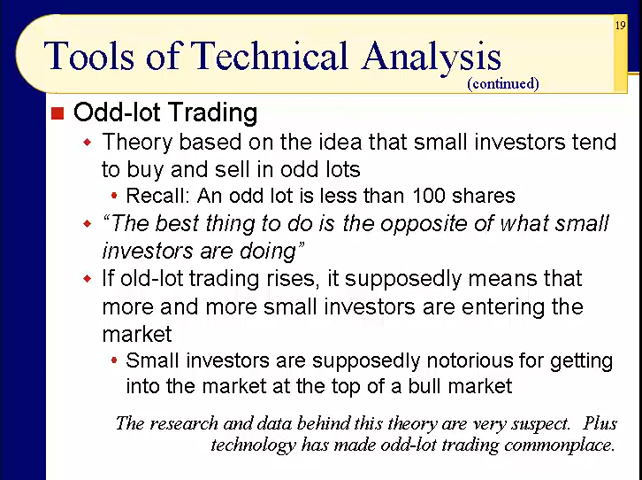 19
Tools of Technical Analysis
(continued)
Odd-lot Trading
Theory based on the idea that small investors tend
to buy and sell in odd lots
Recall: An odd lot is less than 100 shares
“The best thing to do is the opposite of what small
investors are doing”
If old-lot trading rises, it supposedly means that
more and more small investors are entering the
market
Small investors are supposedly notorious for getting
into the market at the top of a bull market
The research and data behind this theory are very suspect. Plus
technology has made odd-lot trading commonplace.